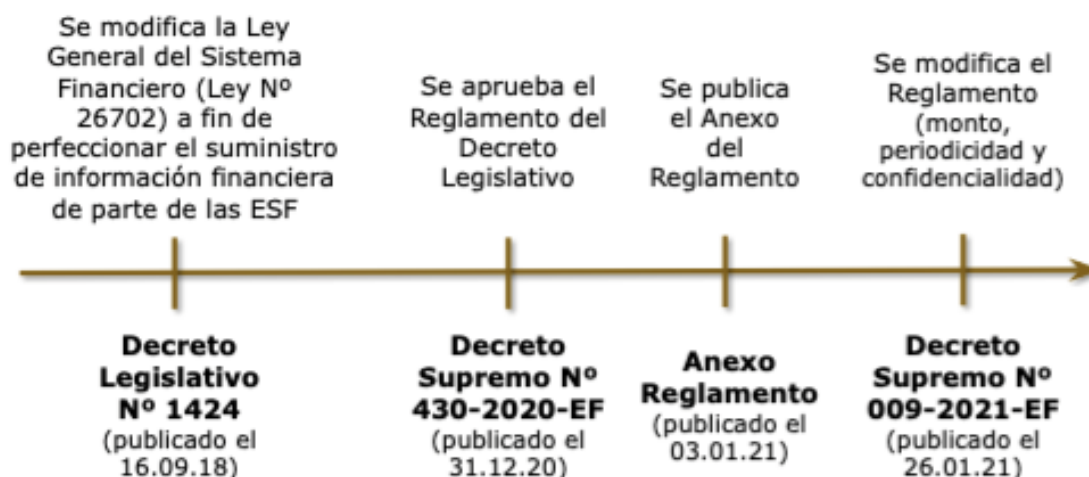 Se modifica la Ley
General del Sistema
Financiero (Ley Nº
26702) a fin de
perfeccionar el suministro
de información financiera
de parte de las ESF
Se aprueba el
Reglamento del
Decreto
Legislativo
Se publica
el Anexo
del
Reglamento
Se modifica el
Reglamento
(monto,
periodicidad y
confidencialidad)
Decreto
Legislativo
Nº 1424
(publicado el
16.09.18)
Decreto
Supremo Nº
430-2020-EF
(publicado el
31.12.20)
Anexo
Reglamento
(publicado el
03.01.21)
Decreto
Supremo Nº
009-2021-EF
(publicado el
26.01.21)